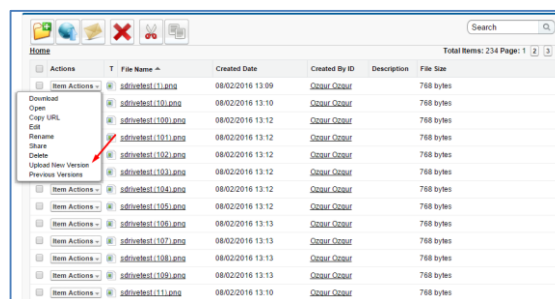 Search
Home
Total Items: 234 Page: 1 2 3
Actions T File Name Created Date Created By ID Description File Size
Item Actions sdrivetest (1).png 08/02/2016 13:09 Ozgur Ozgur 768 bytes
Download
Open
Copy URL
Edit
Rename
Share
Delete
Upload New Version
Previous Versions
sdrivetest (10).png 08/02/2016 13:10 Ozgur Ozgur 768 bytes
sdrivetest (100).png 08/02/2016 13:12 Ozgur Ozgur 768 bytes
sdrivetest (101).png 08/02/2016 13:12 Ozgur Ozgur 768 bytes
sdrivetest (102).png 08/02/2016 13:12 Ozgur Ozgur 768 bytes
sdrivetest (103).png 08/02/2016 13:12 Ozgur Ozgur 768 bytes
Item Actions sdrivetest (104).png 08/02/2016 13:12 Ozgur Ozgur 768 bytes
Item Actions sdrivetest (105).png 08/02/2016 13:12 Ozgur Ozgur 768 bytes
Item Actions sdrivetest (106).png 08/02/2016 13:13 Ozgur Ozgur 768 bytes
Item Actions sdrivetest (107).png 08/02/2016 13:13 Ozgur Ozgur 768 bytes
Item Actions sdrivetest (108).png 08/02/2016 13:13 Ozgur Ozgur 768 bytes
Item Actions sdrivetest (109).png 08/02/2016 13:13 Ozgur Ozgur 768 bytes
Item Actions sdrivetest (11).png 08/02/2016 13:10 Ozgur Ozgur 768 bytes